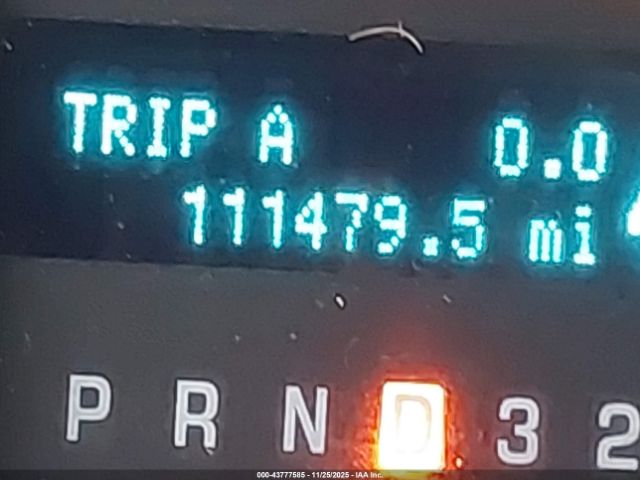 TRIP A 0.0
111479.5 mi
P R N D 3 2
000-43777585 - 11/25/2025 - IAA Inc.